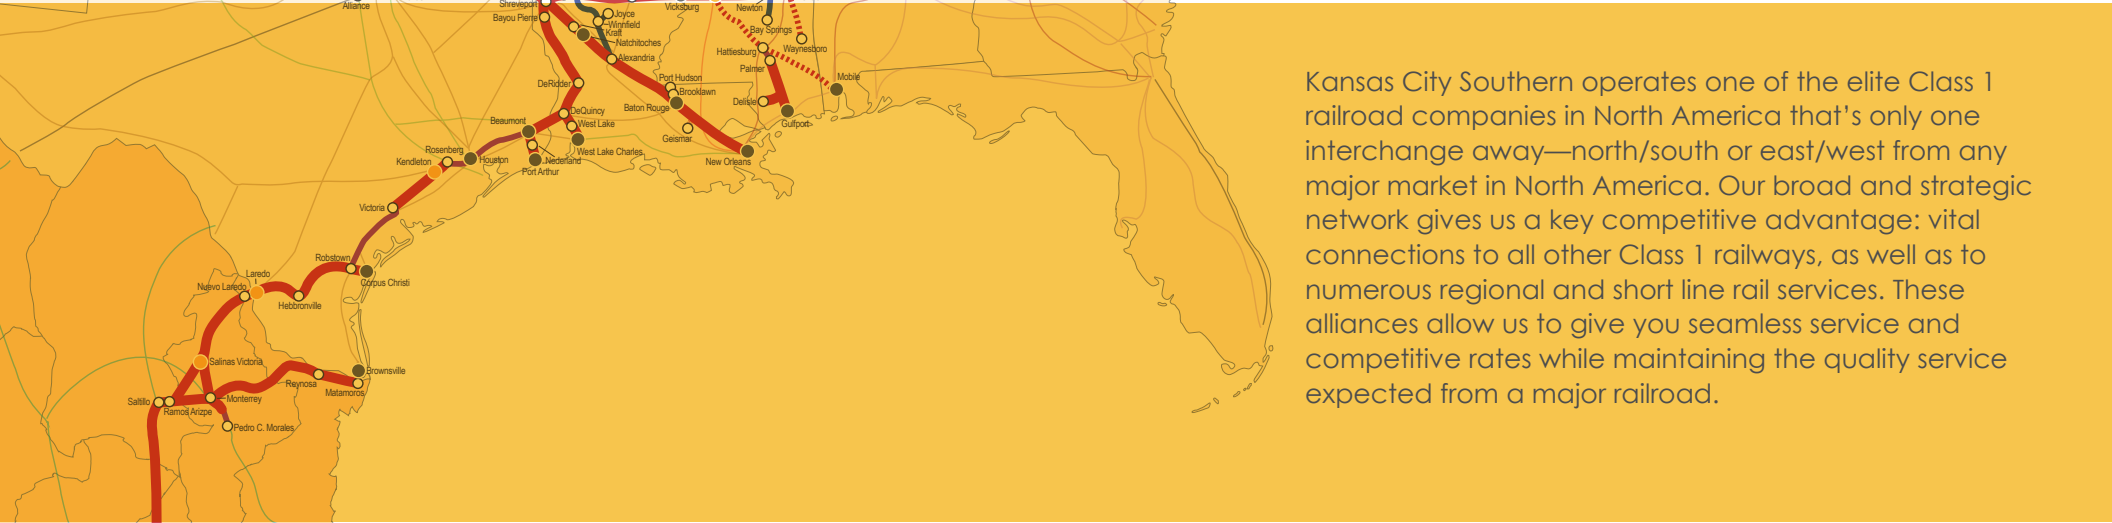 Alliance
Shreveport
Joyce
Vicksburg
Newton
Bayou Pierre
Winnfield
Kraft
Bay Springs
Natchitoches
Hattiesburg
Waynesboro
Alexandria
Palmer
Port Hudson
Mobile
DeRidder
Brooklawn
Baton Rouge
Delisle
DeQuincy
Beaumont
West Lake
Gulfport
Geismar
Rosenberg
West Lake Charles
Kendleton
Houston
Nederland
New Orleans
Port Arthur
Victoria
Robstown
Laredo
Corpus Christi
Nuevo Laredo
Hebbronville
Salinas Victoria
Brownsville
Reynosa
Matamoros
Saltillo
Monterrey
Ramos Arizpe
Pedro C. Morales
Kansas City Southern operates one of the elite Class 1
railroad companies in North America that’s only one
interchange away—north/south or east/west from any
major market in North America. Our broad and strategic
network gives us a key competitive advantage: vital
connections to all other Class 1 railways, as well as to
numerous regional and short line rail services. These
alliances allow us to give you seamless service and
competitive rates while maintaining the quality service
expected from a major railroad.